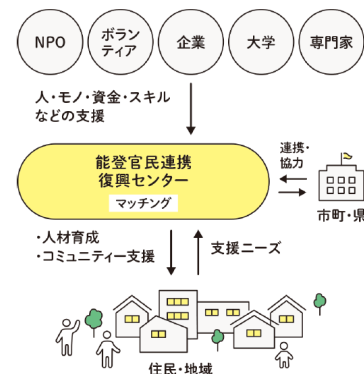 NPO
ボラン
ティア
企業
大学
専門家
人・モノ・資金・スキル
などの支援
能登官民連携
復興センター
マッチング
連携・
協力
市町・県
・人材育成
・コミュニティー支援
支援ニーズ
住民・地域